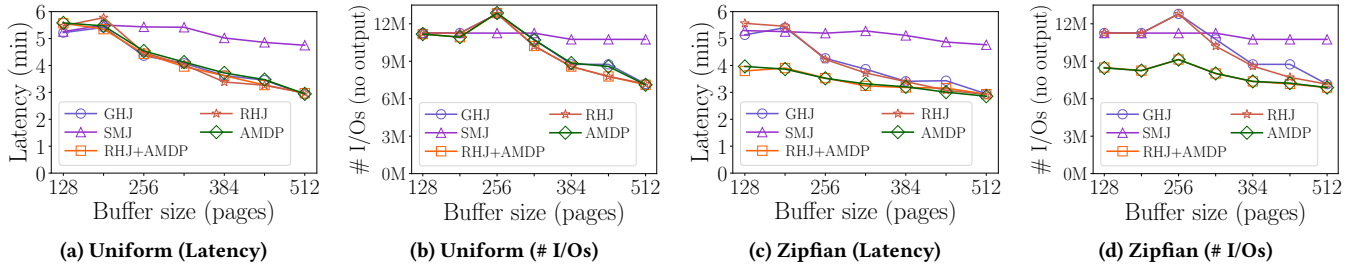 Latency (min)
6
5
4
3
2
1
0
GHJ
SMJ
RHJ+AMDP
RHJ
AMDP
128 256 384 512
Buffer size (pages)
(a) Uniform (Latency)
# I/Os (no output)
12M
9M
6M
3M
0M
GHJ
SMJ
RHJ+AMDP
RHJ
AMDP
128 256 384 512
Buffer size (pages)
(b) Uniform (# I/Os)
Latency (min)
6
5
4
3
2
1
0
GHJ
SMJ
RHJ+AMDP
RHJ
AMDP
128 256 384 512
Buffer size (pages)
(c) Zipfian (Latency)
# I/Os (no output)
12M
9M
6M
3M
0M
GHJ
SMJ
RHJ+AMDP
RHJ
AMDP
128 256 384 512
Buffer size (pages)
(d) Zipfian (# I/Os)